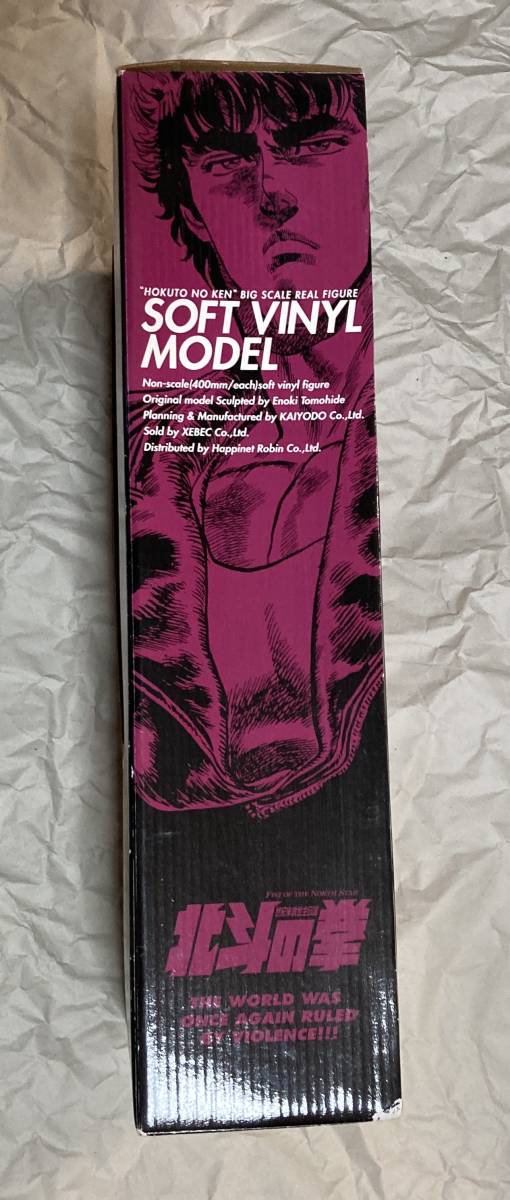 "HOKUTO NO KEN" BIG SCALE REAL FIGURE
SOFT VINYL
MODEL
Non-scale(400mm/each)soft vinyl figure
Original model Sculpted by Enoki Tomohide
Planning & Manufactured by KAIYODO Co.,Ltd.
Sold by XEBEC Co.,Ltd.
Distributed by Happinet Robin Co.,Ltd.
FIST OF THE NORTH STAR
北斗の拳
THE WORLD WAS
ONCE AGAIN RULED
BY VIOLENCE!!!